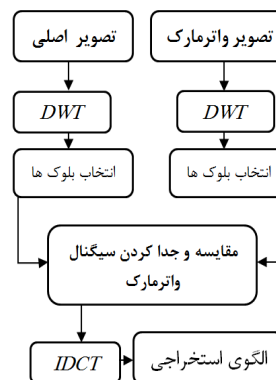 تصویر واترمارک
تصویر اصلی
DWT
DWT
انتخاب بلوک ها
انتخاب بلوک ها
مقایسه و جدا کردن سیگنال
واترمارک
IDCT
الگوی استخراجی